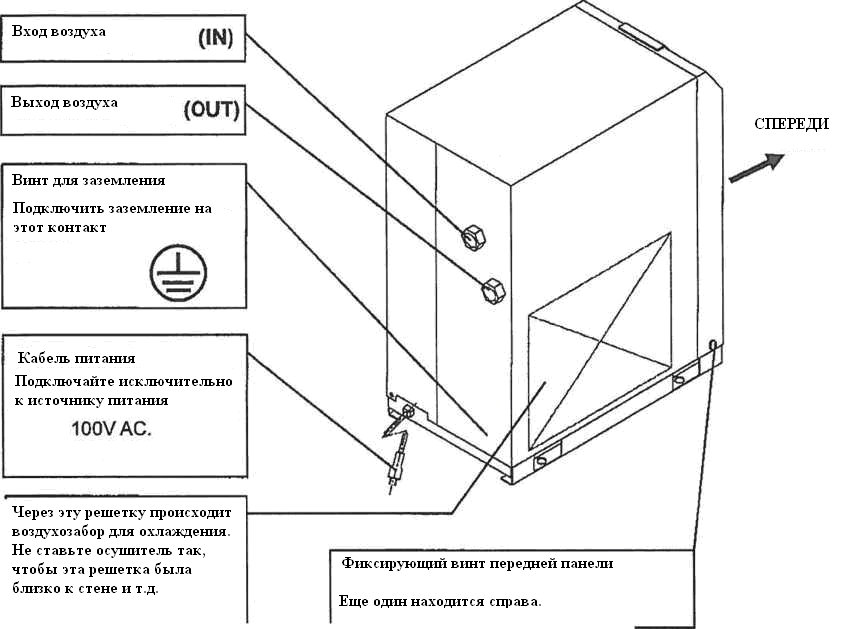 Вход воздуха (IN)
Выход воздуха (OUT)
СПЕРЕДИ
Винт для заземления
Подключить заземление на
этот контакт
Кабель питания
Подключайте исключительно
к источнику питания
100V AC.
Через эту решетку происходит
воздухозабор для охлаждения.
Не ставьте осушитель так,
чтобы эта решетка была
близко к стене и т.д.
Фиксирующий винт передней панели
Еще один находится справа.